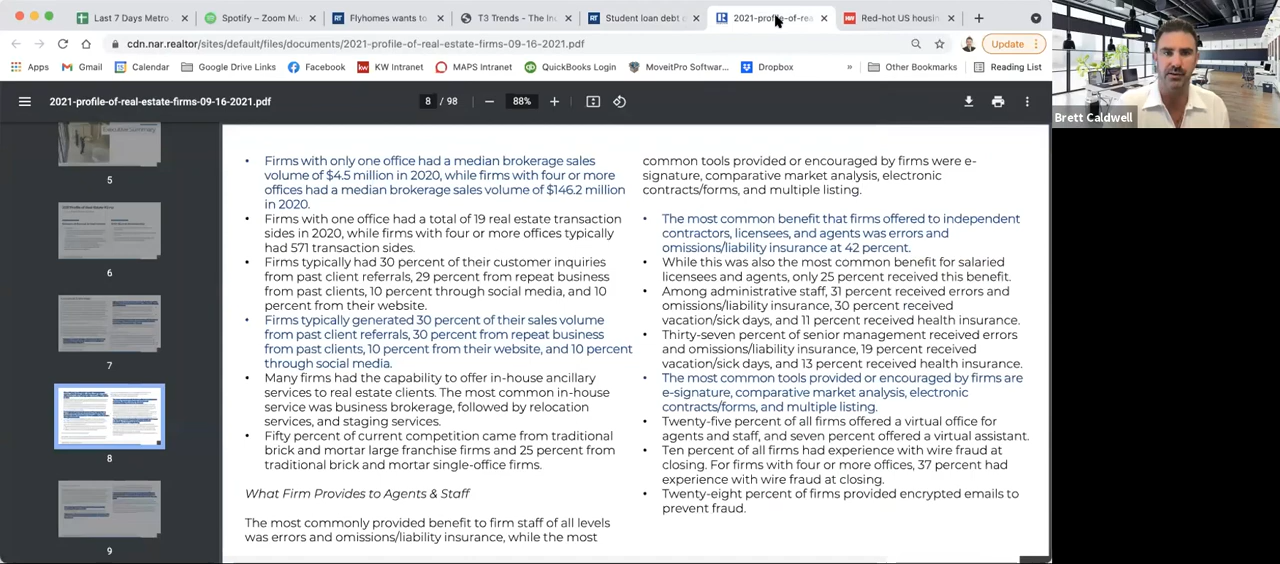 Last 7 Days Metro
Spotify – Zoom Mu
Flyhomes wants to
T3 Trends - The In
Student loan debt
2021-profile-of-rea
Red-hot US housin
cdn.nar.realtor/sites/default/files/documents/2021-profile-of-real-estate-firms-09-16-2021.pdf
Update
Apps
Gmail
Calendar
Google Drive Links
Facebook
KW Intranet
MARIS/Paragonet
QuickBooks Login
MoveitPro Softwar...
Dropbox
»
Other Bookmarks
Reading List
2021-profile-of-real-estate-firms-09-16-2021.pdf
8 / 98
88%
Brett Caldwell
Executive Summary
5
6
7
8
9
• Firms with only one office had a median brokerage sales
volume of $4.5 million in 2020, while firms with four or more
offices had a median brokerage sales volume of $146.2 million
in 2020.
• Firms with one office had a total of 19 real estate transaction
sides in 2020, while firms with four or more offices typically
had 571 transaction sides.
• Firms typically had 30 percent of their customer inquiries
from past client referrals, 29 percent from repeat business
from past clients, 10 percent through social media, and 10
percent from their website.
• Firms typically generated 30 percent of their sales volume
from past client referrals, 30 percent from repeat business
from past clients, 10 percent from their website, and 10 percent
through social media.
• Many firms had the capability to offer in-house ancillary
services to real estate clients. The most common in-house
service was business brokerage, followed by relocation
services, and staging services.
• Fifty percent of current competition came from traditional
brick and mortar large franchise firms and 25 percent from
traditional brick and mortar single-office firms.
What Firm Provides to Agents & Staff
The most commonly provided benefit to firm staff of all levels
was errors and omissions/liability insurance, while the most
common tools provided or encouraged by firms were e-
signature, comparative market analysis, electronic
contracts/forms, and multiple listing.
• The most common benefit that firms offered to independent
contractors, licensees, and agents was errors and
omissions/liability insurance at 42 percent.
• While this was also the most common benefit for salaried
licensees and agents, only 25 percent received this benefit.
• Among administrative staff, 31 percent received errors and
omissions/liability insurance, 30 percent received
vacation/sick days, and 11 percent received health insurance.
• Thirty-seven percent of senior management received errors
and omissions/liability insurance, 19 percent received
vacation/sick days, and 13 percent received health insurance.
• The most common tools provided or encouraged by firms are
e-signature, comparative market analysis, electronic
contracts/forms, and multiple listing.
• Twenty-five percent of all firms offered a virtual office for
agents and staff, and seven percent offered a virtual assistant.
• Ten percent of all firms had experience with wire fraud at
closing. For firms with four or more offices, 37 percent had
experience with wire fraud at closing.
• Twenty-eight percent of firms provided encrypted emails to
prevent fraud.